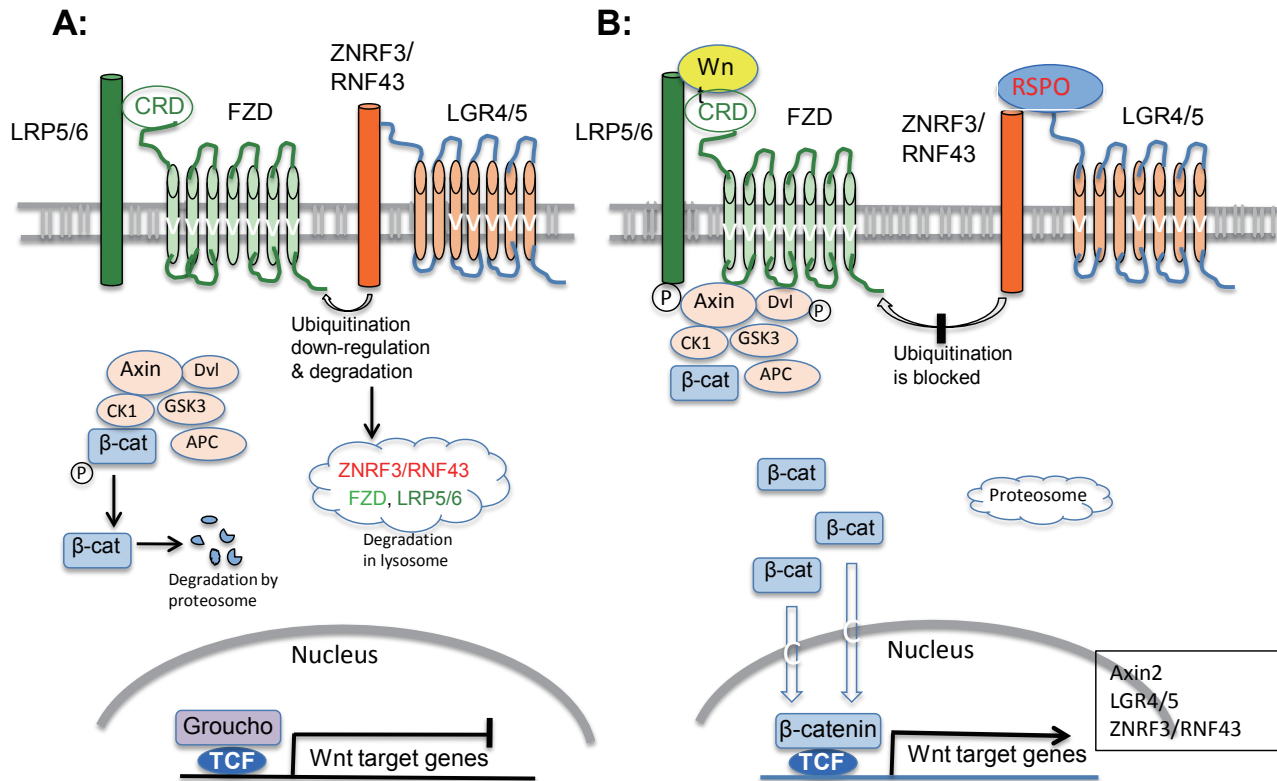 A:
ZNRF3/
RNF43
CRD
FZD
LGR4/5
LRP5/6
Ubiquitination
down-regulation
& degradation
Axin
Dvl
CK1
GSK3
β-cat
APC
P
ZNRF3/RNF43
FZD, LRP5/6
Degradation
in lysosome
β-cat
Degradation by
proteosome
Nucleus
Groucho
TCF
Wnt target genes
B:
Wn
t
CRD
LRP5/6
FZD
ZNRF3/
RNF43
RSPO
LGR4/5
P
Axin
Dvl
P
CK1
GSK3
β-cat
APC
Ubiquitination
is blocked
β-cat
Proteosome
β-cat
β-cat
C
C
Nucleus
Axin2
LGR4/5
ZNRF3/RNF43
β-catenin
TCF
Wnt target genes